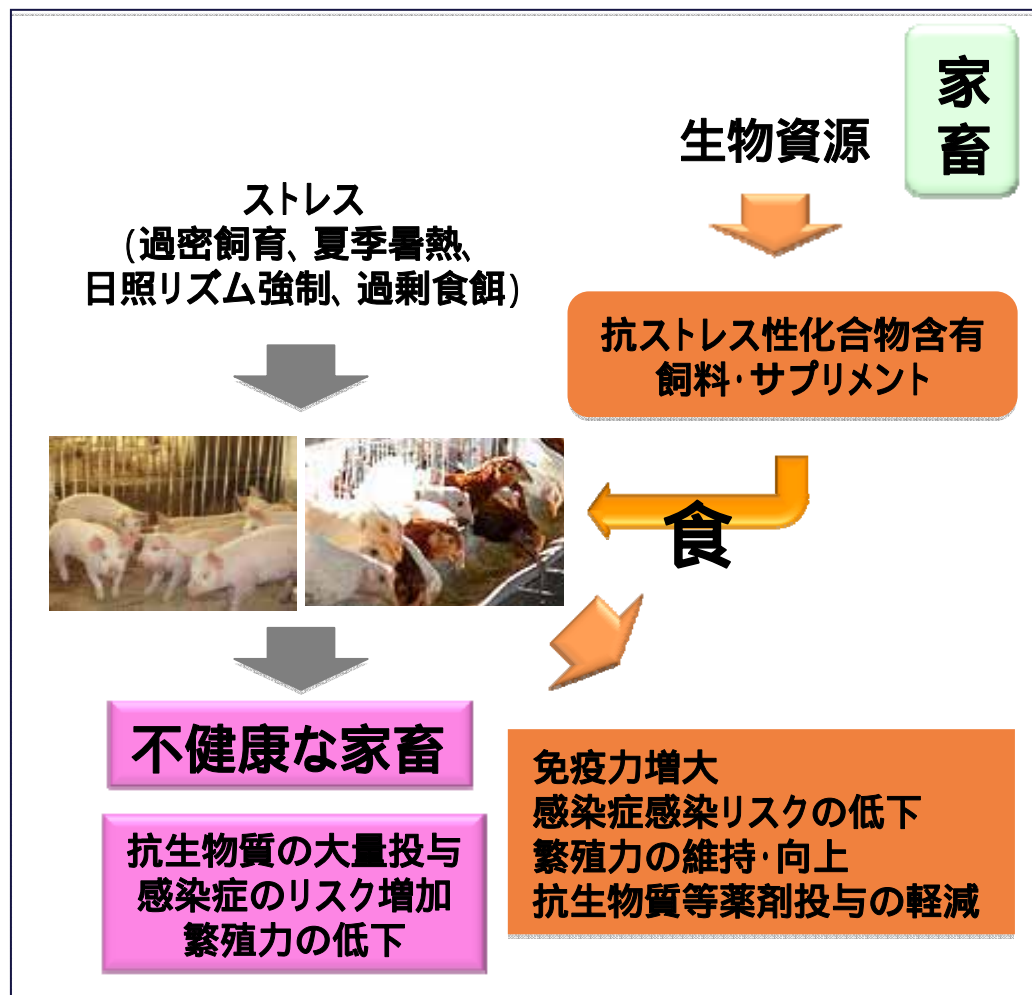 家畜
生物資源
ストレス
(過密飼育、夏季暑熱、
日照リズム強制、過剰食餌)
抗ストレス性化合物含有
飼料・サプリメント
食
不健康な家畜
抗生物質の大量投与
感染症のリスク増加
繁殖力の低下
免疫力増大
感染症感染リスクの低下
繁殖力の維持・向上
抗生物質等薬剤投与の軽減